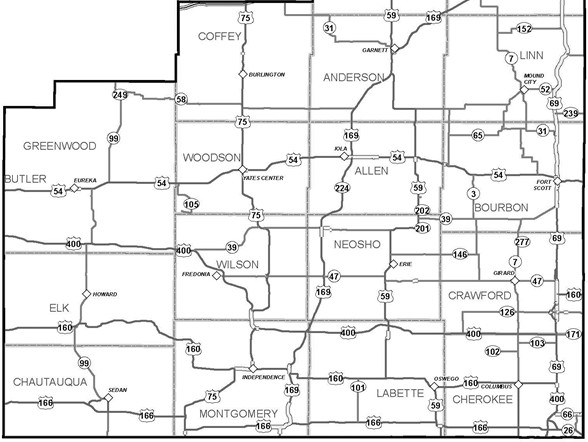 75
59
169
31
COFFEY
152
LINN
GARNETT
7
BURLINGTON
ANDERSON
MOUND
CITY
52
249
58
69
239
75
169
65
31
99
GREENWOOD
IOLA
WOODSON
54
54
ALLEN
BUTLER
EUREKA
54
54
YATES CENTER
54
FORT
SCOTT
224
59
3
105
BOURBON
202
75
39
201
69
400
400
39
NEOSHO
277
146
7
WILSON
ERIE
FREDONIA
47
GIRARD
47
HOWARD
169
59
CRAWFORD
160
ELK
126
160
400
400
171
160
103
102
99
INDEPENDENCE
69
CHAUTAUQUA
160
OSWEGO
160
COLUMBUS
SEDAN
75
169
101
LABETTE
CHEROKEE
400
59
166
166
MONTGOMERY
166
166
166
66
26